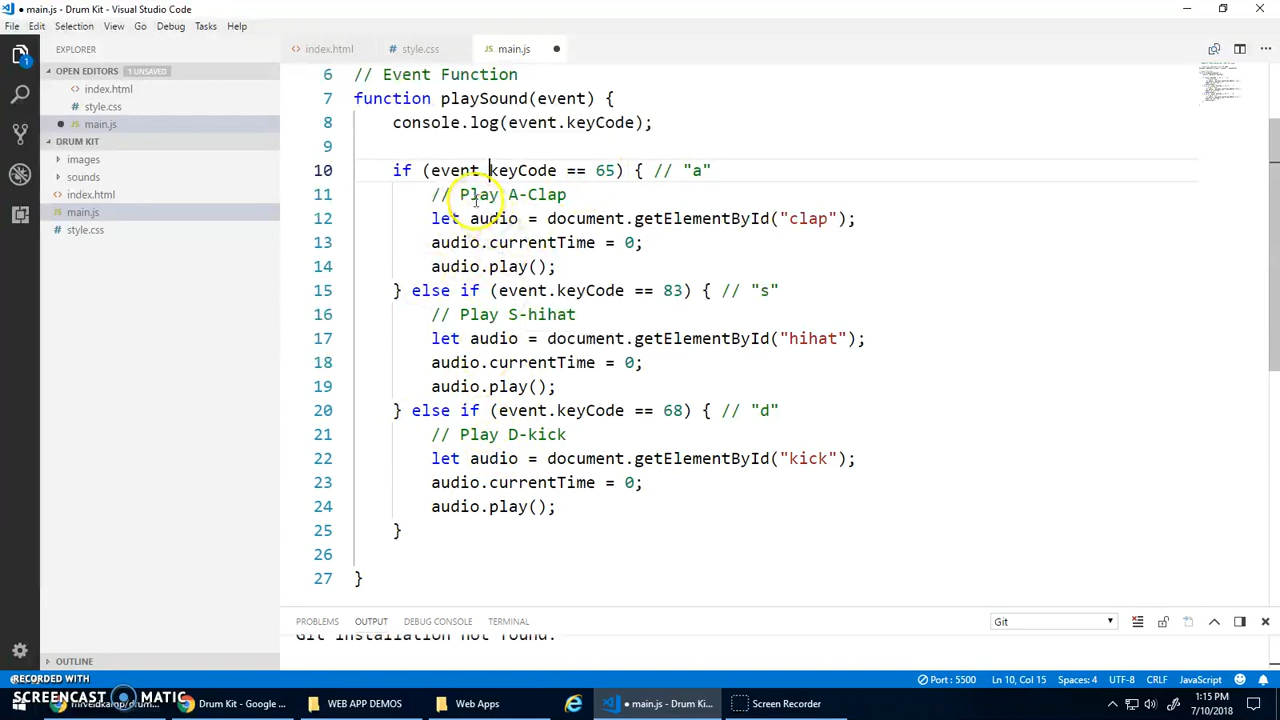 ● main.js - Drum Kit - Visual Studio Code
File Edit Selection View Go Debug Tasks Help
EXPLORER
OPEN EDITORS 1 UNSAVED
index.html
style.css
● main.js
DRUM KIT
images
sounds
index.html
JS main.js
style.css
index.html style.css JS main.js ●
6 // Event Function
7 function playSound(event) {
8 console.log(event.keyCode);
9
10 if (event.keyCode == 65) { // "a"
11 // Play A-Clap
12 let audio = document.getElementById("clap");
13 audio.currentTime = 0;
14 audio.play();
15 } else if (event.keyCode == 83) { // "s"
16 // Play S-hihat
17 let audio = document.getElementById("hihat");
18 audio.currentTime = 0;
19 audio.play();
20 } else if (event.keyCode == 68) { // "d"
21 // Play D-kick
22 let audio = document.getElementById("kick");
23 audio.currentTime = 0;
24 audio.play();
25 }
26
27 }
PROBLEMS OUTPUT DEBUG CONSOLE TERMINAL
Git
Git installation not found.
OUTLINE
RECORDED WITH
SCREENCAST MATIC
Port : 5500 Ln 10, Col 15 Spaces: 4 UTF-8 CRLF JavaScript
Drum Kit - Google ...
WEB APP DEMOS
Web Apps
● main.js - Drum Ki...
Screen Recorder
1:15 PM
7/10/2018